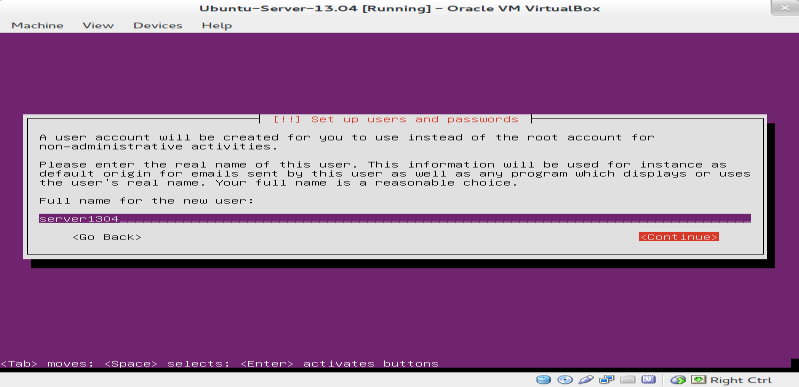 Ubuntu-Server-13.04 [Running] - Oracle VM VirtualBox
Machine View Devices Help
[!!] Set up users and passwords
A user account will be created for you to use instead of the root account for
non-administrative activities.
Please enter the real name of this user. This information will be used for instance as
default origin for emails sent by this user as well as any program which displays or uses
the user's real name. Your full name is a reasonable choice.
Full name for the new user:
server1304
<Go Back> <Continue>
<Tab> moves; <Space> selects; <Enter> activates buttons
Right Ctrl